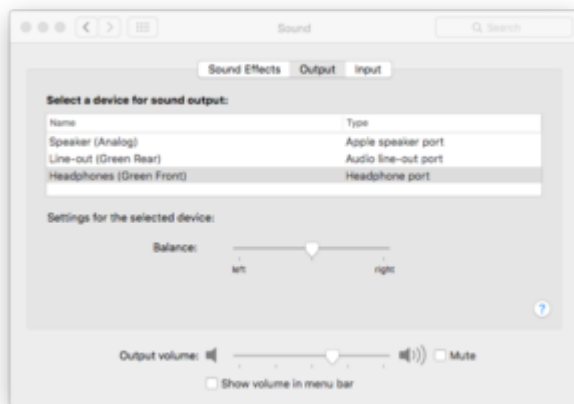 Sound
Search
Sound Effects Output Input
Select a device for sound output:
Name Type
Speaker (Analog) Apple speaker port
Line-out (Green Rear) Audio line-out port
Headphones (Green Front) Headphone port
Settings for the selected device:
Balance:
left right
?
Output volume: Mute
Show volume in menu bar